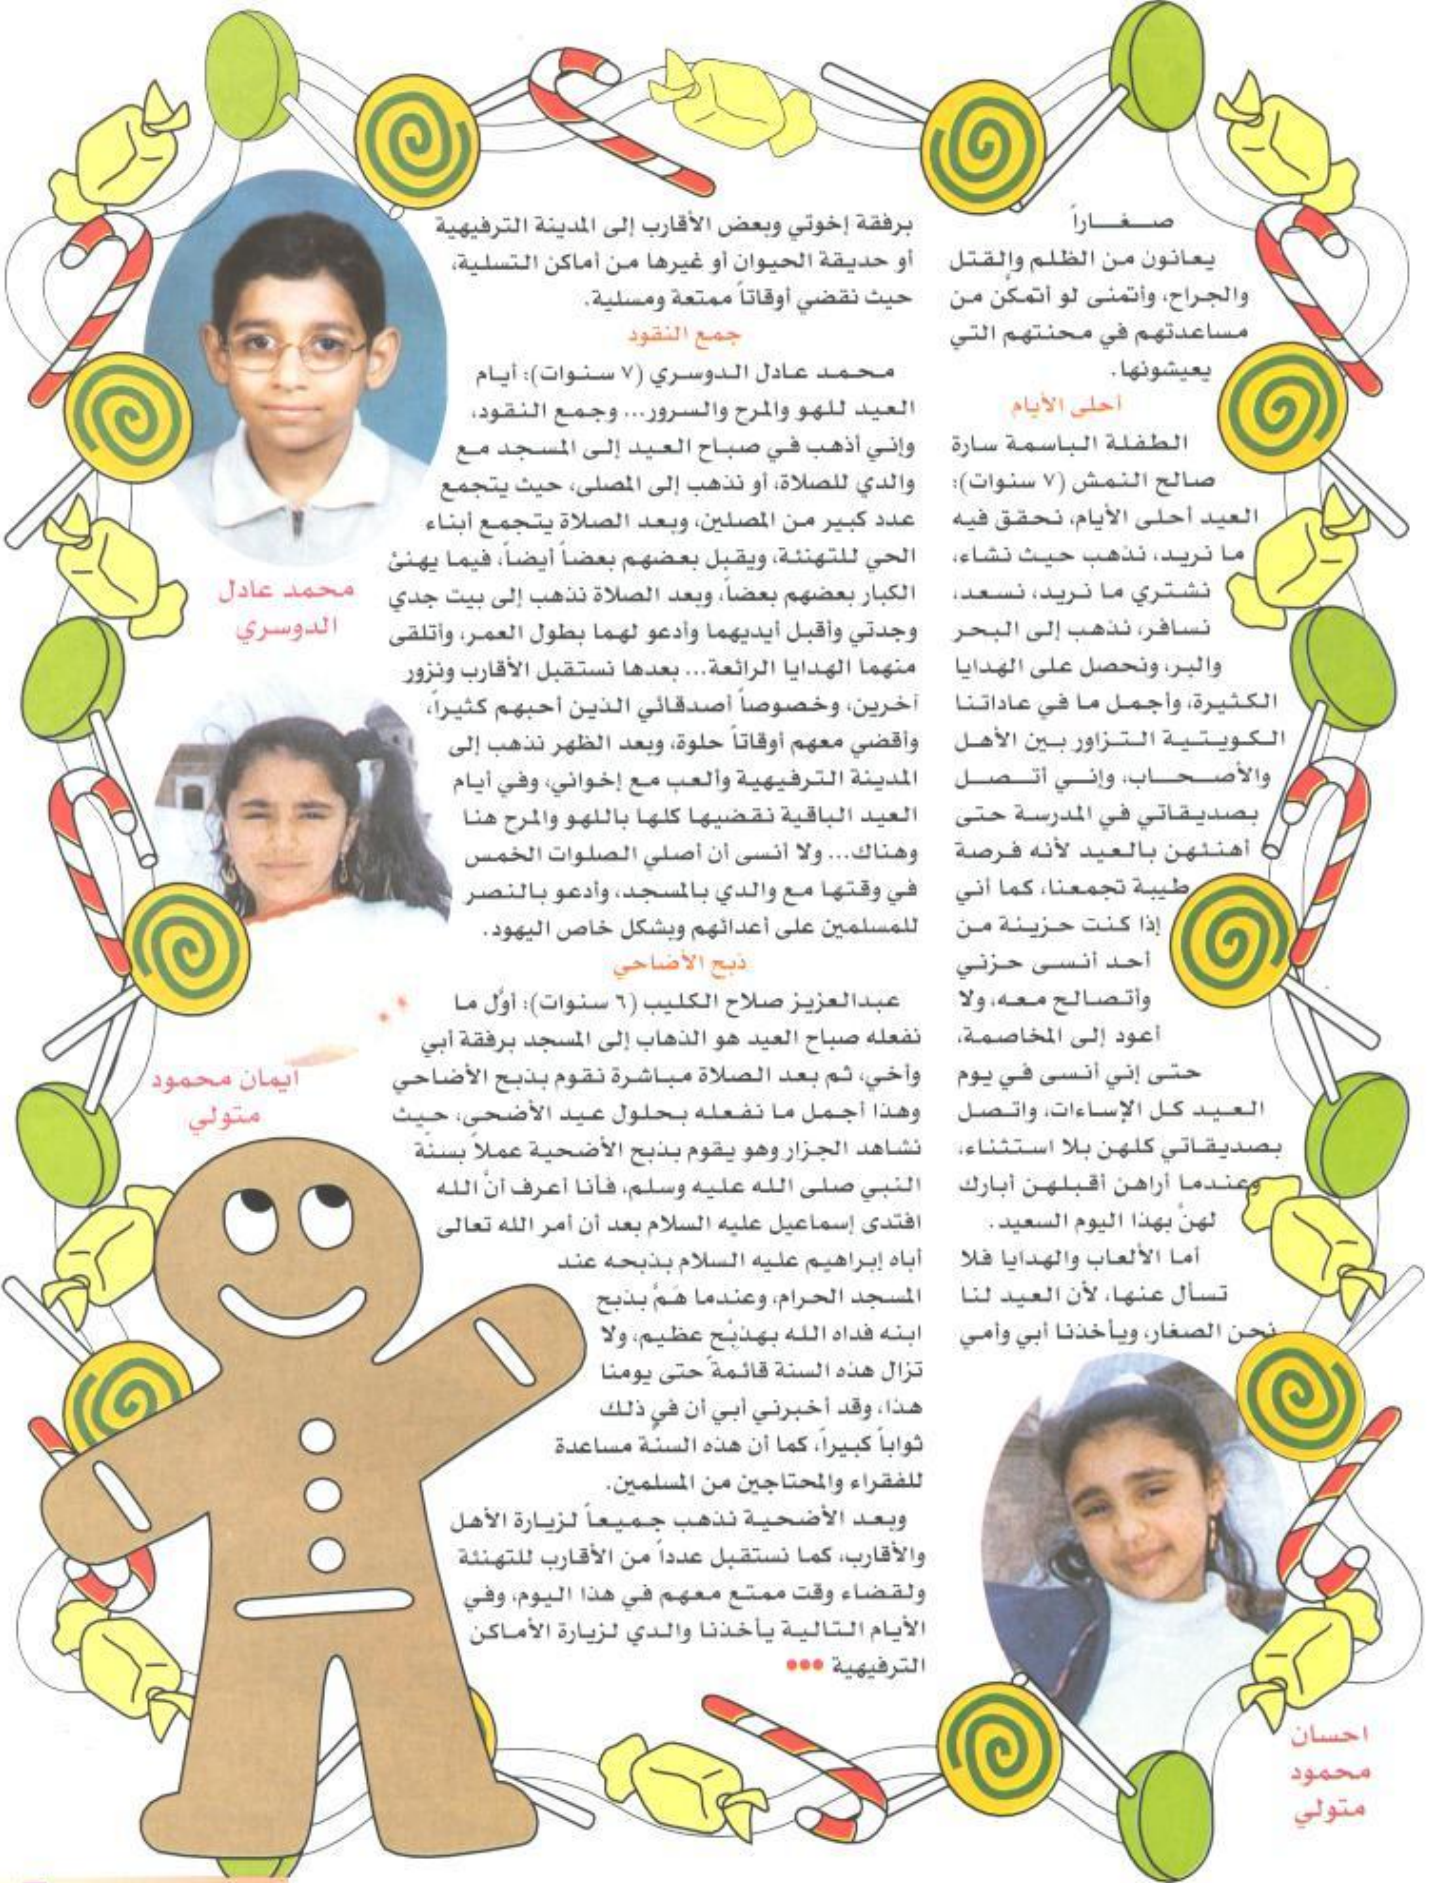 صغاراً
يعانون من الظلم والقتل
والجراح، وأتمنى لو أتمكّن من
مساعدتهم في محنتهم التي
يعيشونها.
أحلى الأيام
الطفلة الباسمة سارة
صالح النمش (٧ سنوات):
العيد أحلى الأيام، نحقق فيه
ما نريد، نذهب حيث نشاء،
نشتري ما نريد، نسعد،
نسافر، نذهب إلى البحر
والبر، ونحصل على الهدايا
الكثيرة، وأجمل ما في عاداتنا
الكويتية التزاور بين الأهل
والأصحاب، وإني أتصل
بصديقاتي في المدرسة حتى
أهنئهن بالعيد لأنه فرصة
طيبة تجمعنا، كما أني
إذا كنت حزينة من
أحد أنسى حزني
وأتصالح معه، ولا
أعود إلى المخاصمة،
حتى إني أنسى في يوم
العيد كل الإساءات، واتصل
بصديقاتي كلهن بلا استثناء،
وعندما أراهن أقبلهن أبارك
لهنّ بهذا اليوم السعيد.
أما الألعاب والهدايا فلا
تسأل عنها، لأن العيد لنا
نحن الصغار، ويأخذنا أبي وأمي
برفقة إخوتي وبعض الأقارب إلى المدينة الترفيهية
أو حديقة الحيوان أو غيرها من أماكن التسلية،
حيث نقضي أوقاتاً ممتعة ومسلية.
جمع النقود
محمد عادل الدوسري (٧ سنوات): أيام
العيد للهو والمرح والسرور... وجمع النقود،
وإني أذهب في صباح العيد إلى المسجد مع
والدي للصلاة، أو نذهب إلى المصلى، حيث يتجمع
عدد كبير من المصلين، وبعد الصلاة يتجمع أبناء
الحي للتهنئة، ويقبل بعضهم بعضاً أيضاً، فيما يهنئ
الكبار بعضهم بعضاً، وبعد الصلاة نذهب إلى بيت جدي
وجدتي وأقبل أيديهما وأدعو لهما بطول العمر، وأتلقى
منهما الهدايا الرائعة... بعدها نستقبل الأقارب ونزور
آخرين، وخصوصاً أصدقائي الذين أحبهم كثيراً،
وأقضي معهم أوقاتاً حلوة، وبعد الظهر نذهب إلى
المدينة الترفيهية وألعب مع إخواني، وفي أيام
العيد الباقية نقضيها كلها باللهو والمرح هنا
وهناك... ولا أنسى أن أصلي الصلوات الخمس
في وقتها مع والدي بالمسجد، وأدعو بالنصر
للمسلمين على أعدائهم وبشكل خاص اليهود.
ذبح الأضاحي
عبدالعزيز صلاح الكليب (٦ سنوات): أوّل ما
نفعله صباح العيد هو الذهاب إلى المسجد برفقة أبي
وأخي، ثم بعد الصلاة مباشرة نقوم بذبح الأضاحي
وهذا أجمل ما نفعله بحلول عيد الأضحى، حيث
نشاهد الجزار وهو يقوم بذبح الأضحية عملاً بسنّة
النبي صلى الله عليه وسلم، فأنا أعرف أنّ الله
افتدى إسماعيل عليه السلام بعد أن أمر الله تعالى
أباه إبراهيم عليه السلام بذبحه عند
المسجد الحرام، وعندما همّ بذبح
ابنه فداه الله بهذبْح عظيم، ولا
تزال هذه السنة قائمة حتى يومنا
هذا، وقد أخبرني أبي أن في ذلك
ثواباً كبيراً، كما أن هذه السنّة مساعدة
للفقراء والمحتاجين من المسلمين.
وبعد الأضحية نذهب جميعاً لزيارة الأهل
والأقارب، كما نستقبل عدداً من الأقارب للتهنئة
ولقضاء وقت ممتع معهم في هذا اليوم، وفي
الأيام التالية يأخذنا والدي لزيارة الأماكن
الترفيهية
محمد عادل
الدوسري
ايمان محمود
متولي
احسان
محمود
متولي